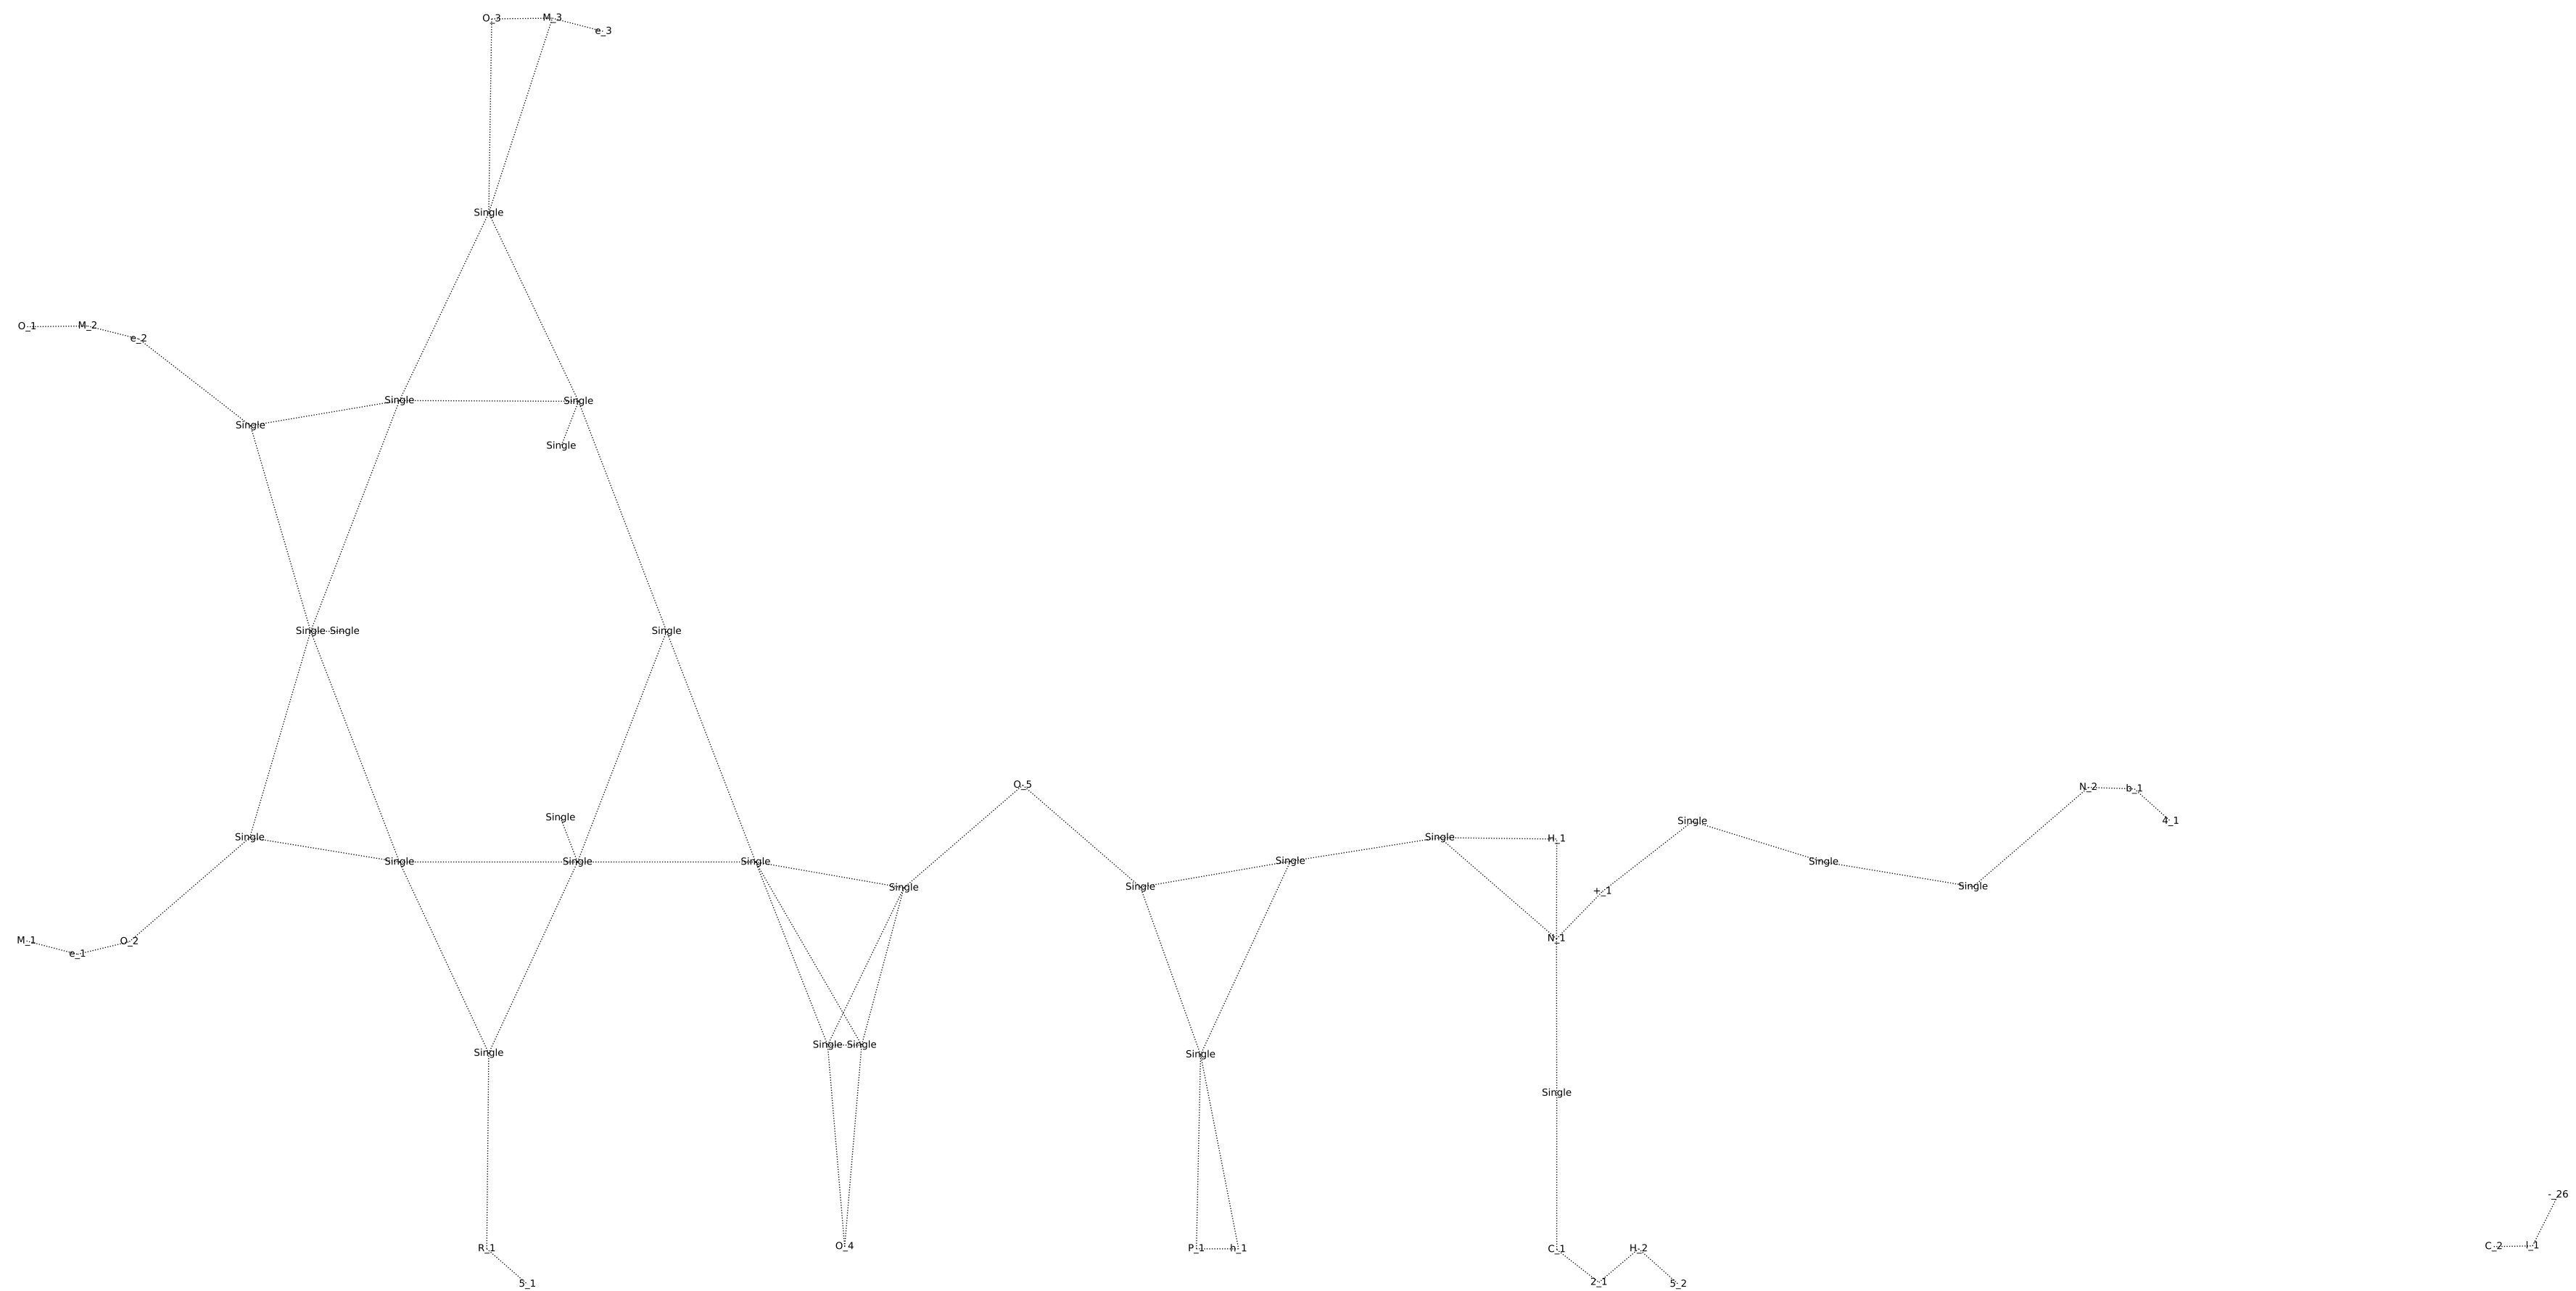 O_3 M_3
e_3
Single
O_1 M_2
e_2
Single Single
Single
Single
Single Single Single
O_5
N_2 b_1
Single
Single 4_1
Single Single H_1
Single Single Single Single Single
Single Single Single
+_1
M_1 O_2 N_1
e_1
Single Single
Single Single
Single
-_26
R_1 O_4 P_1 h_1 C_1 H_2 C_2 l_1
5_1 2_1 5_2